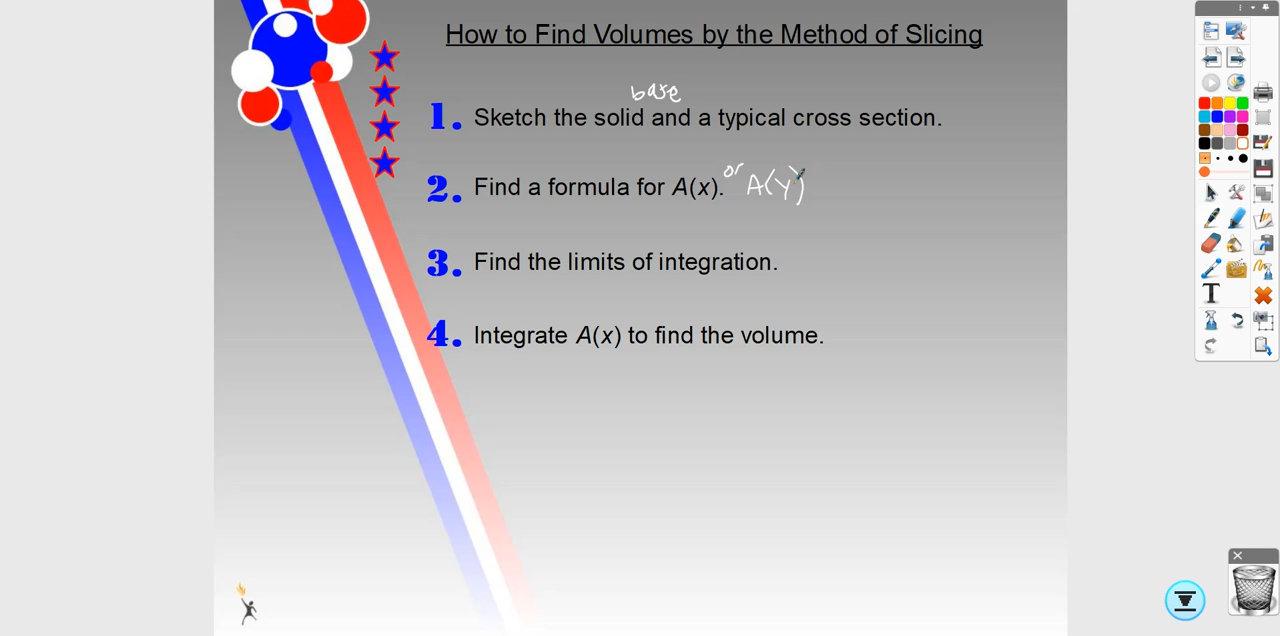 How to Find Volumes by the Method of Slicing
base
1. Sketch the solid and a typical cross section.
2. Find a formula for A(x). or A(y)
3. Find the limits of integration.
4. Integrate A(x) to find the volume.
T